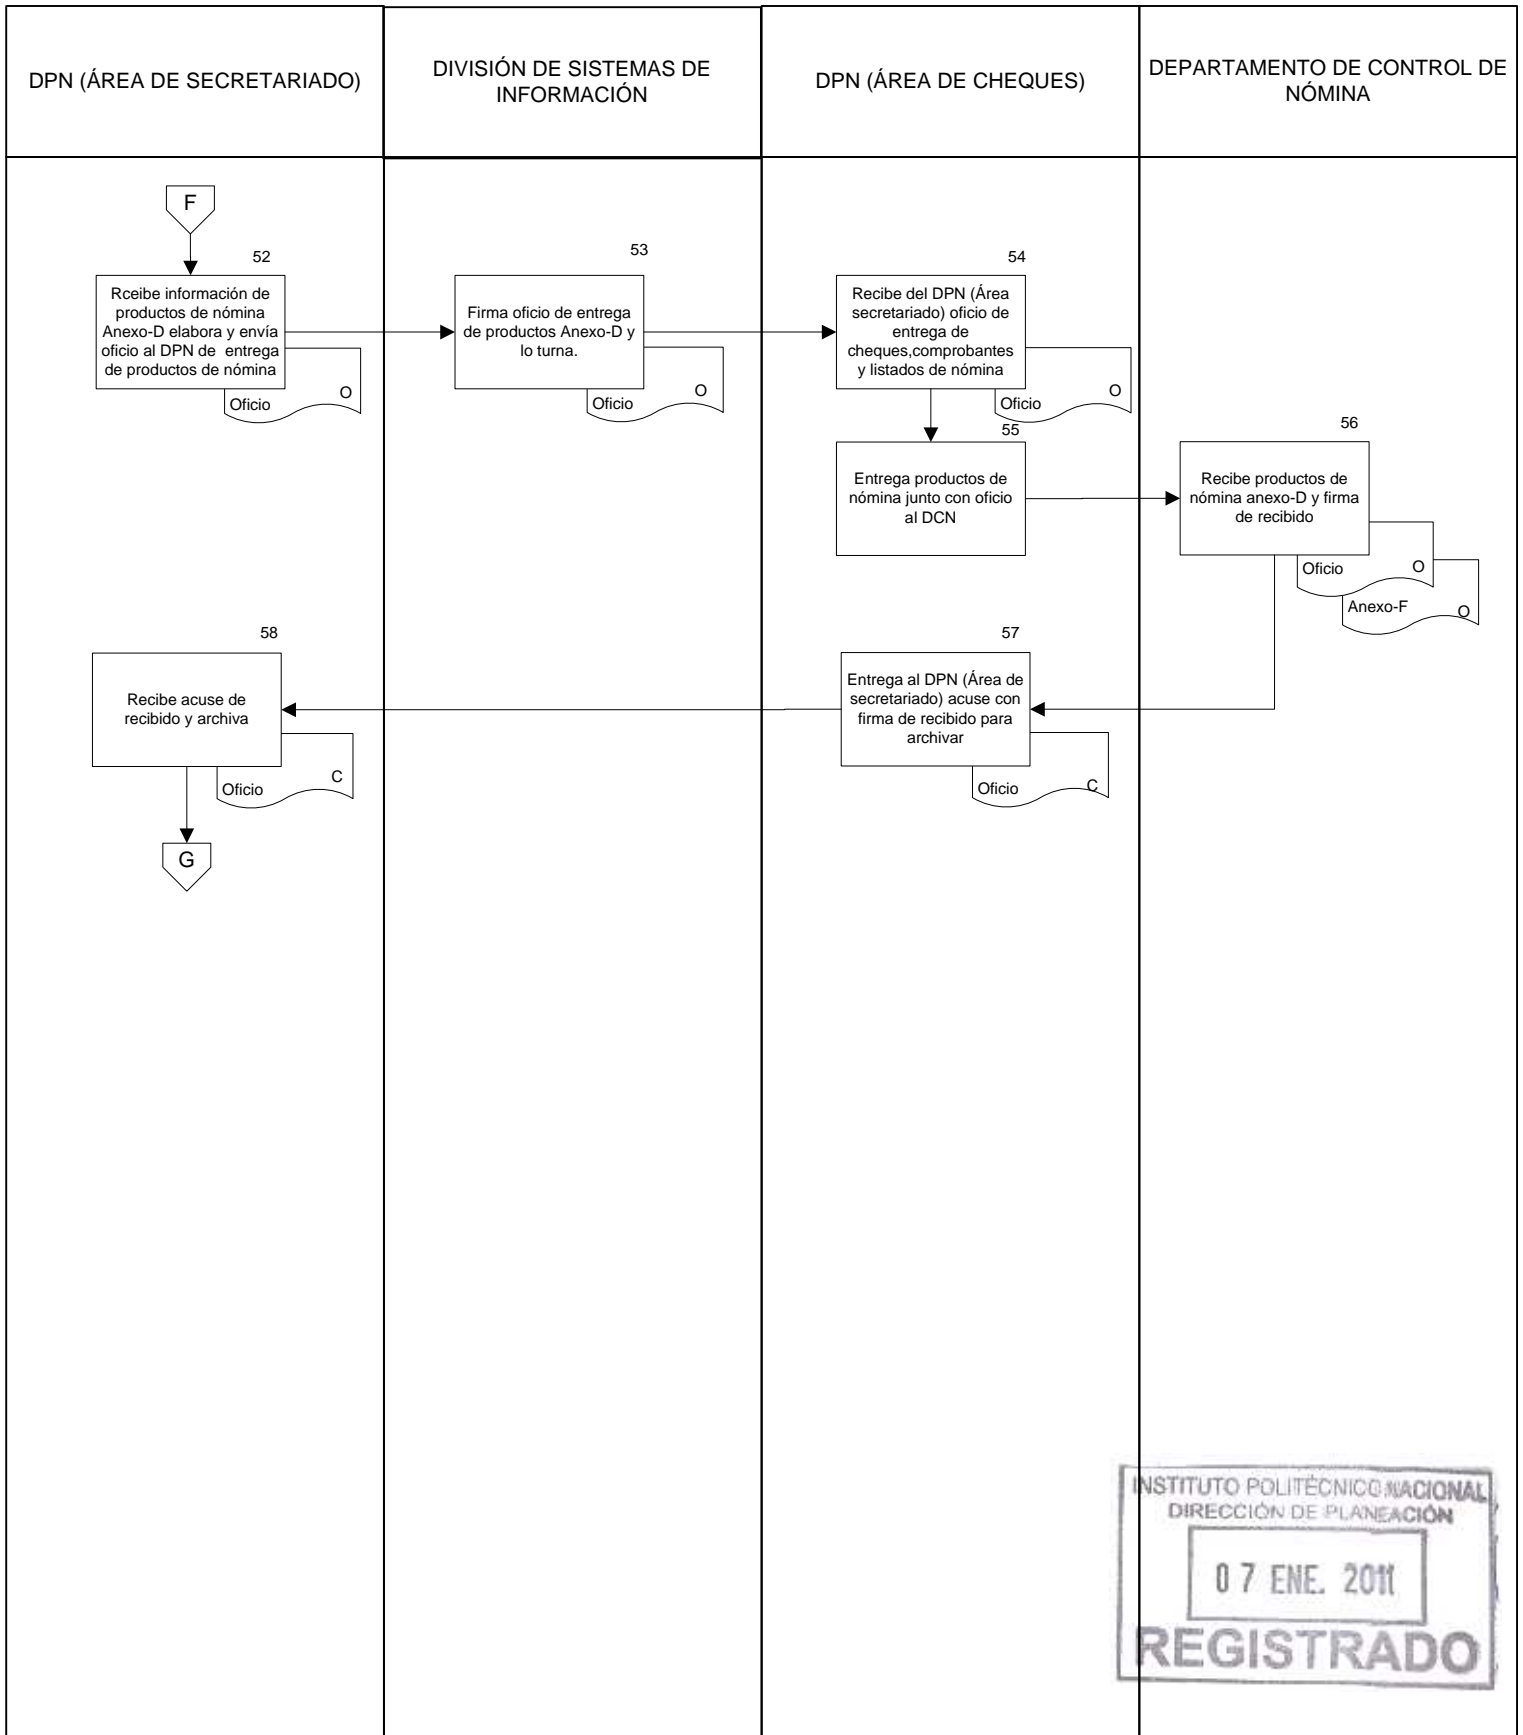 DPN (ÁREA DE SECRETARIADO)
DIVISIÓN DE SISTEMAS DE
INFORMACIÓN
DPN (ÁREA DE CHEQUES)
DEPARTAMENTO DE CONTROL DE
NÓMINA
F
52
Rceibe información de
productos de nómina
Anexo-D elabora y envía
oficio al DPN de entrega
de productos de nómina
Oficio
O
53
Firma oficio de entrega
de productos Anexo-D y
lo turna.
Oficio
O
54
Recibe del DPN (Área
secretariado) oficio de
entrega de
cheques,comprobantes
y listados de nómina
Oficio
O
55
Entrega productos de
nómina junto con oficio
al DCN
56
Recibe productos de
nómina anexo-D y firma
de recibido
Oficio
O
Anexo-F
O
57
Entrega al DPN (Área de
secretariado) acuse con
firma de recibido para
archivar
Oficio
C
58
Recibe acuse de
recibido y archiva
Oficio
C
G
INSTITUTO POLITÉCNICO NACIONAL
DIRECCIÓN DE PLANEACIÓN
0 7 ENE. 2011
REGISTRADO